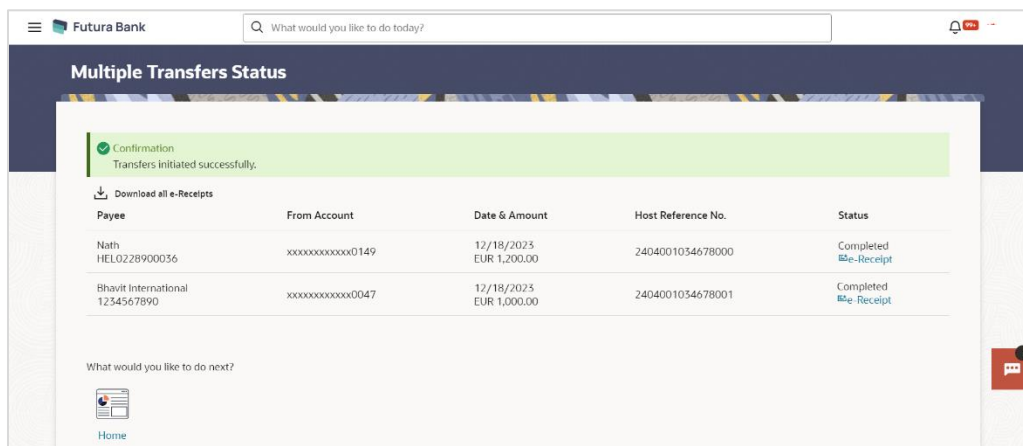 Futura Bank
What would you like to do today?
99+
Multiple Transfers Status
Confirmation
Transfers initiated successfully.
Download all e-Receipts
Payee From Account Date & Amount Host Reference No. Status
Nath xxxxxxxxxxxx0149 12/18/2023 2404001034678000 Completed
HEL0228900036 EUR 1,200.00 e-Receipt
Bhavit International xxxxxxxxxxxx0047 12/18/2023 2404001034678001 Completed
1234567890 EUR 1,000.00 e-Receipt
What would you like to do next?
Home